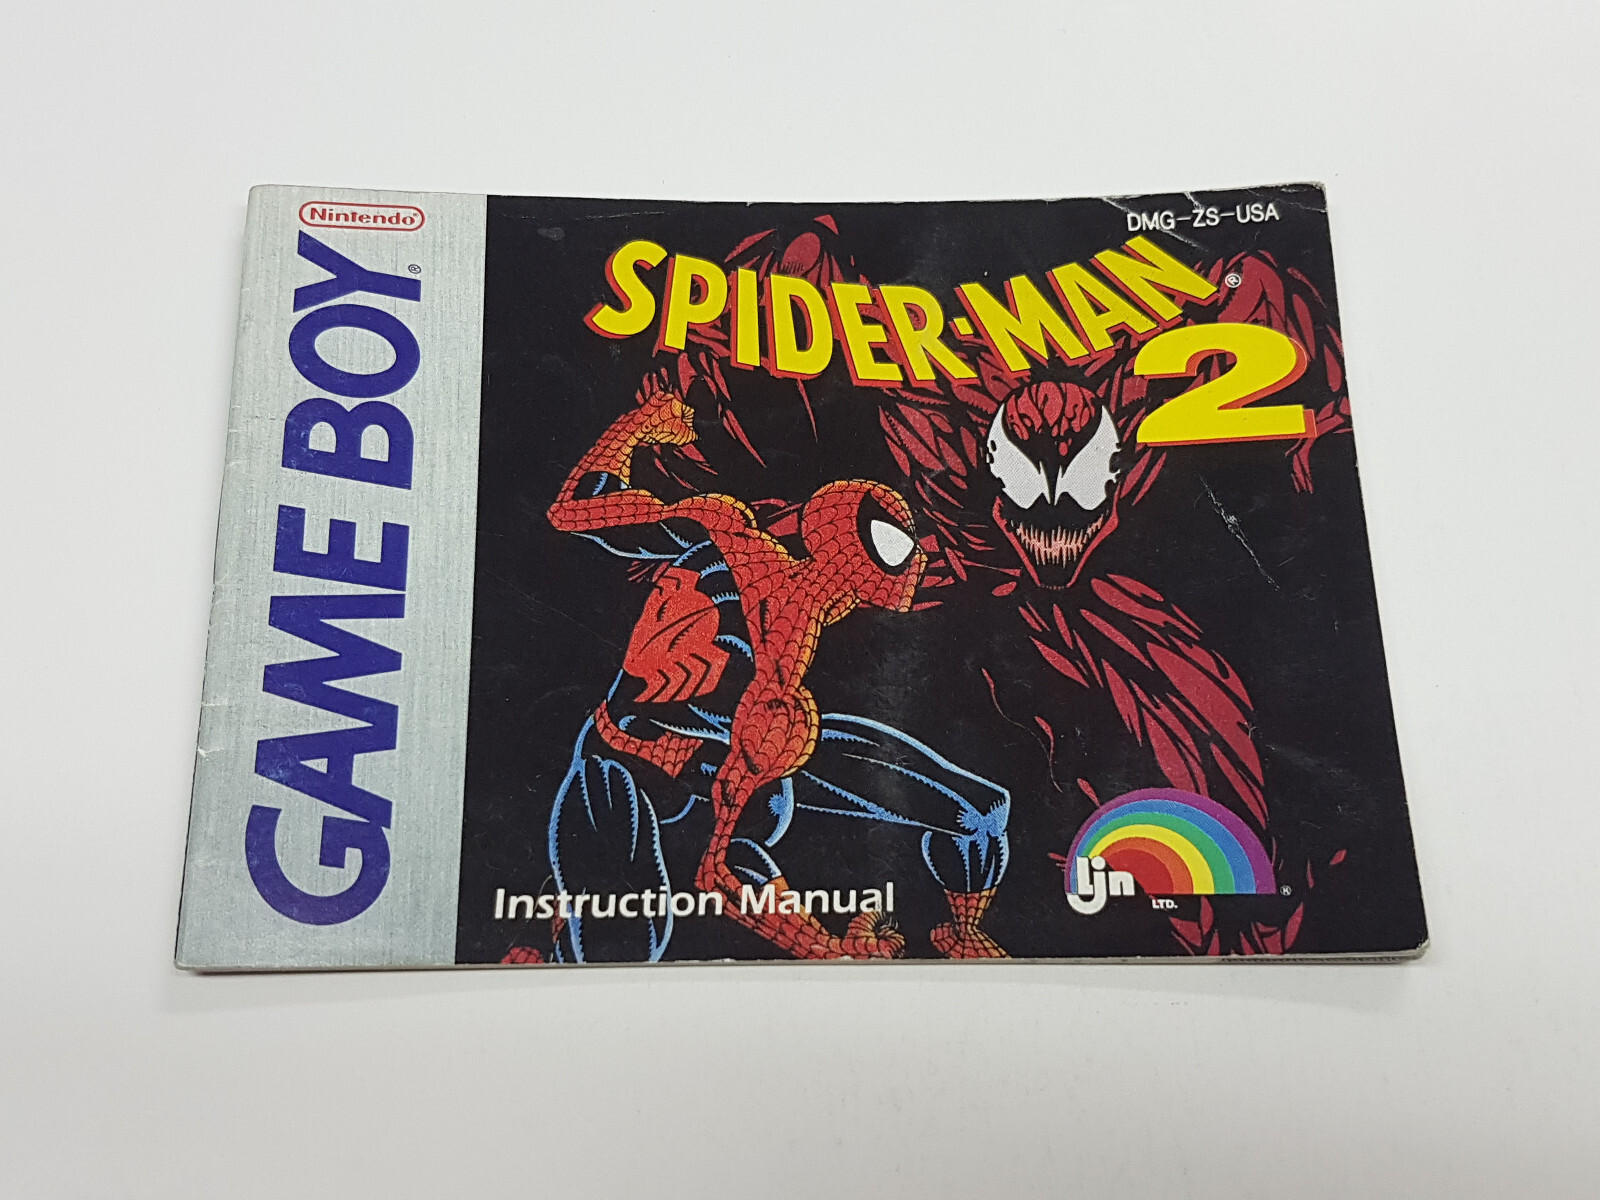 Nintendo®
GAME BOY®
DMG-ZS-USA
SPIDER-MAN®
2
Instruction Manual
ljn®
LTD.